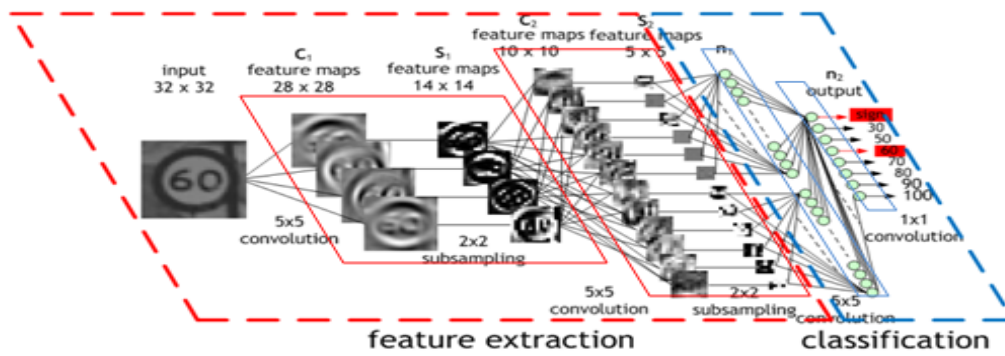 input
32 x 32
C1
feature maps
28 x 28
S1
feature maps
14 x 14
C2
feature maps
10 x 10
S2
feature maps
5 x 5
n1
n2
output
sign
30
50
60
70
80
90
100
60
5x5
convolution
2x2
subsampling
5x5
convolution
2x2
subsampling
convolution
1x1
convolution
feature extraction
classification